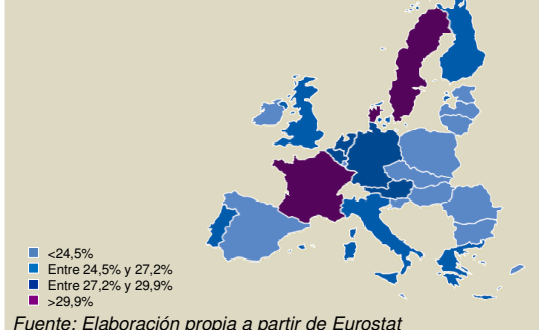 <24,5%
Entre 24,5% y 27,2%
Entre 27,2% y 29,9%
>29,9%
Fuente: Elaboración propia a partir de Eurostat